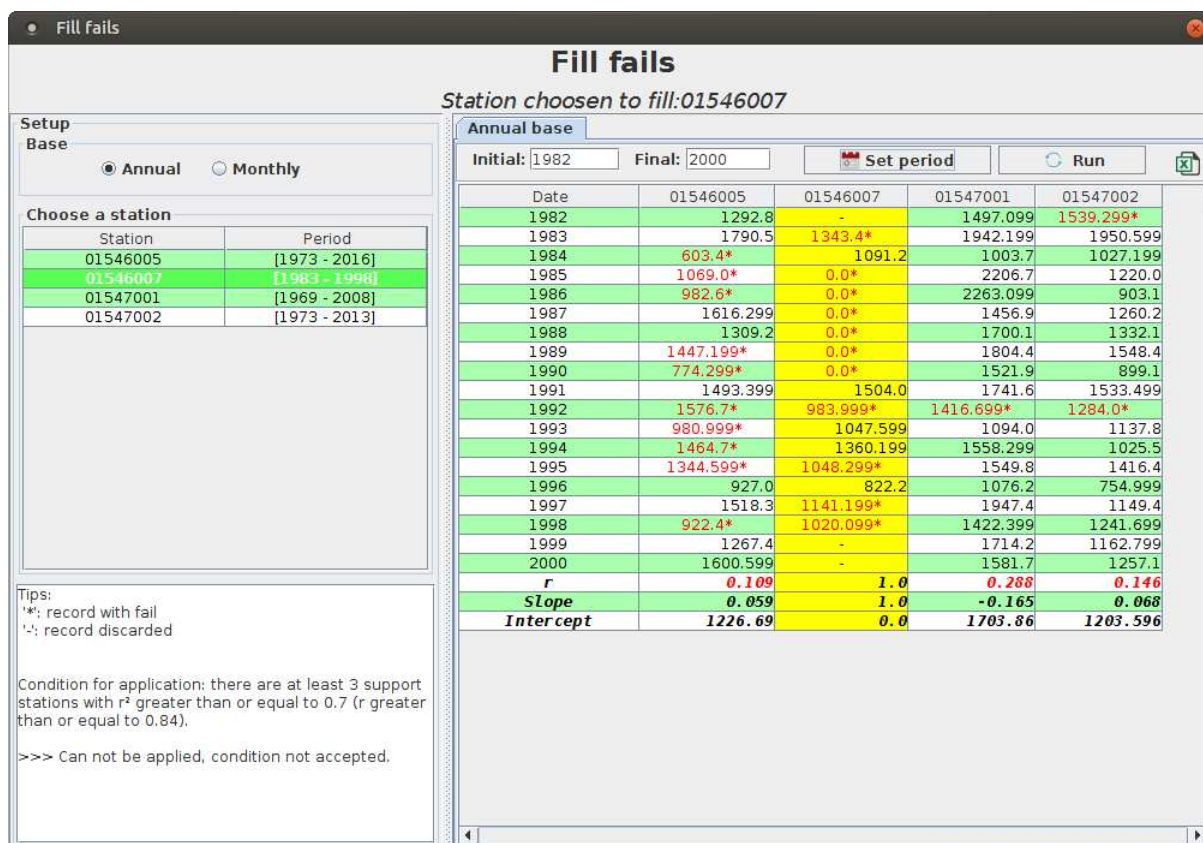 Fill fails
Fill fails
Station choosen to fill:01546007
Setup
Base
Annual Monthly
Choose a station
Station Period
01546005 [1973 - 2016]
01546007 [1983 - 1998]
01547001 [1969 - 2008]
01547002 [1973 - 2013]
Tips:
'*': record with fail
'-': record discarded
Condition for application: there are at least 3 support
stations with r² greater than or equal to 0.7 (r greater
than or equal to 0.84).
>>> Can not be applied, condition not accepted.
Annual base
Initial: 1982 Final: 2000 Set period Run
Date 01546005 01546007 01547001 01547002
1982 1292.8 - 1497.099 1539.299*
1983 1790.5 1343.4* 1942.199 1950.599
1984 603.4* 1091.2 1003.7 1027.199
1985 1069.0* 0.0* 2206.7 1220.0
1986 982.6* 0.0* 2263.099 903.1
1987 1616.299 0.0* 1456.9 1260.2
1988 1309.2 0.0* 1700.1 1332.1
1989 1447.199* 0.0* 1804.4 1548.4
1990 774.299* 0.0* 1521.9 899.1
1991 1493.399 1504.0 1741.6 1533.499
1992 1576.7* 983.999* 1416.699* 1284.0*
1993 980.999* 1047.599 1094.0 1137.8
1994 1464.7* 1360.199 1558.299 1025.5
1995 1344.599* 1048.299* 1549.8 1416.4
1996 927.0 822.2 1076.2 754.999
1997 1518.3 1141.199* 1947.4 1149.4
1998 922.4* 1020.099* 1422.399 1241.699
1999 1267.4 - 1714.2 1162.799
2000 1600.599 - 1581.7 1257.1
r 0.109 1.0 0.288 0.146
Slope 0.059 1.0 -0.165 0.068
Intercept 1226.69 0.0 1703.86 1203.596